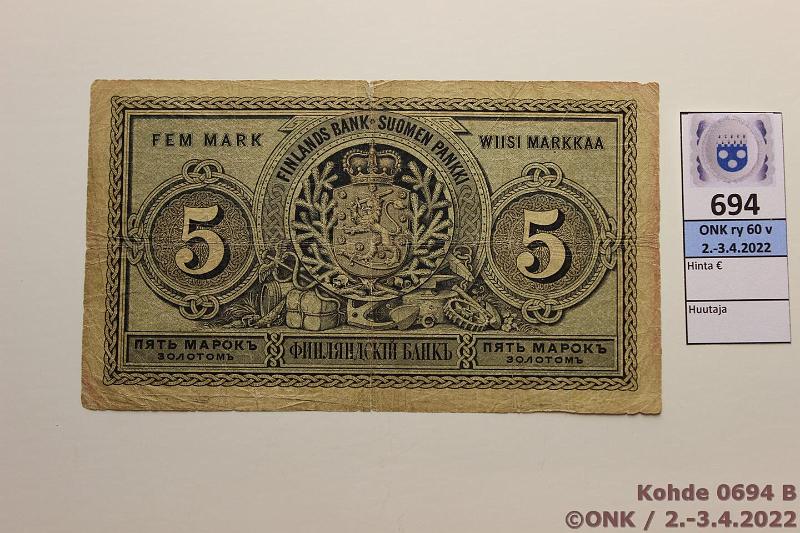 FEM MARK
FINLANDS BANK • SUOMEN PANKKI
WIISI MARKKAA
5
5
ПЯТЬ МАРОКЪ
ЗОЛОТОМЪ
ФИНЛЯНДСКІЙ БАНКЪ
ПЯТЬ МАРОКЪ
ЗОЛОТОМЪ
694
ONK ry 60 v
2.-3.4.2022
Hinta €
Huutaja
Kohde 0694 B
©ONK / 2.-3.4.2022